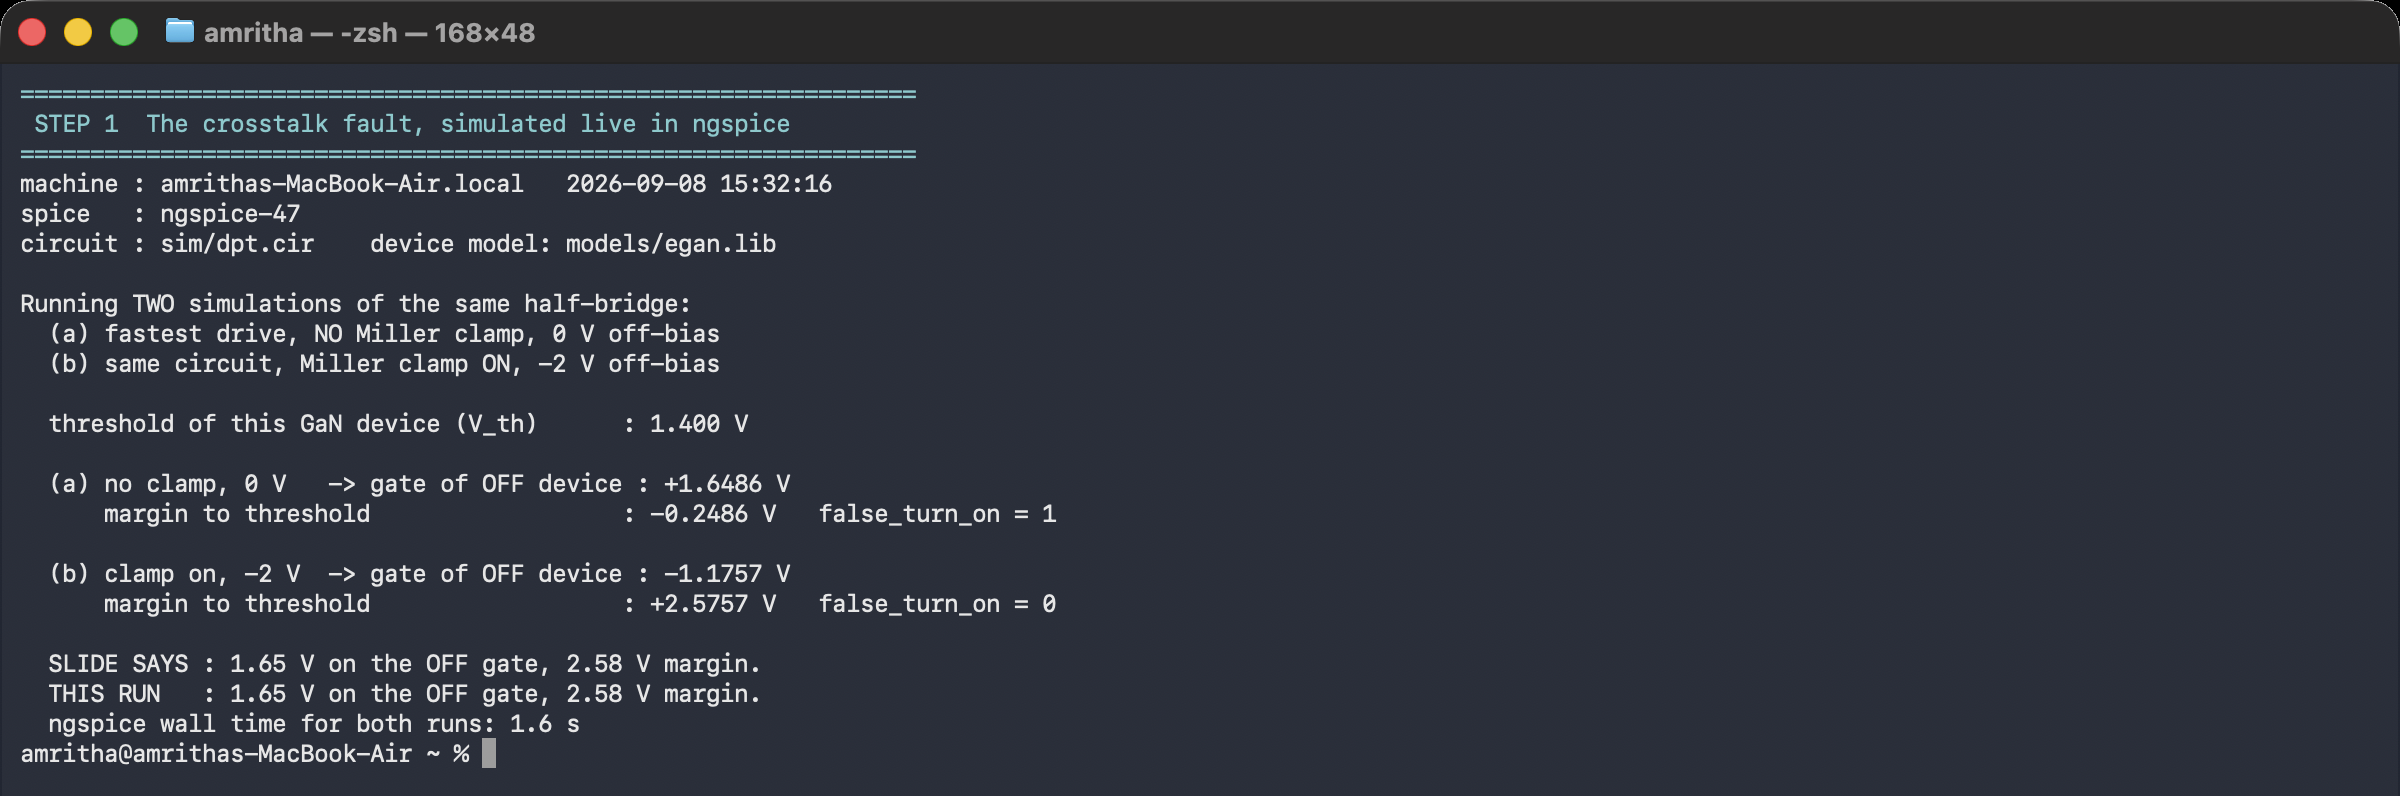 amritha — -zsh — 168×48
================================================================
STEP 1  The crosstalk fault, simulated live in ngspice
================================================================
machine : amrithas-MacBook-Air.local   2026-09-08 15:32:16
spice   : ngspice-47
circuit : sim/dpt.cir    device model: models/egan.lib
Running TWO simulations of the same half-bridge:
(a) fastest drive, NO Miller clamp, 0 V off-bias
(b) same circuit, Miller clamp ON, -2 V off-bias
threshold of this GaN device (V_th)      : 1.400 V
(a) no clamp, 0 V   -> gate of OFF device : +1.6486 V
margin to threshold                  : -0.2486 V   false_turn_on = 1
(b) clamp on, -2 V  -> gate of OFF device : -1.1757 V
margin to threshold                  : +2.5757 V   false_turn_on = 0
SLIDE SAYS : 1.65 V on the OFF gate, 2.58 V margin.
THIS RUN   : 1.65 V on the OFF gate, 2.58 V margin.
ngspice wall time for both runs: 1.6 s
amritha@amrithas-MacBook-Air ~ %